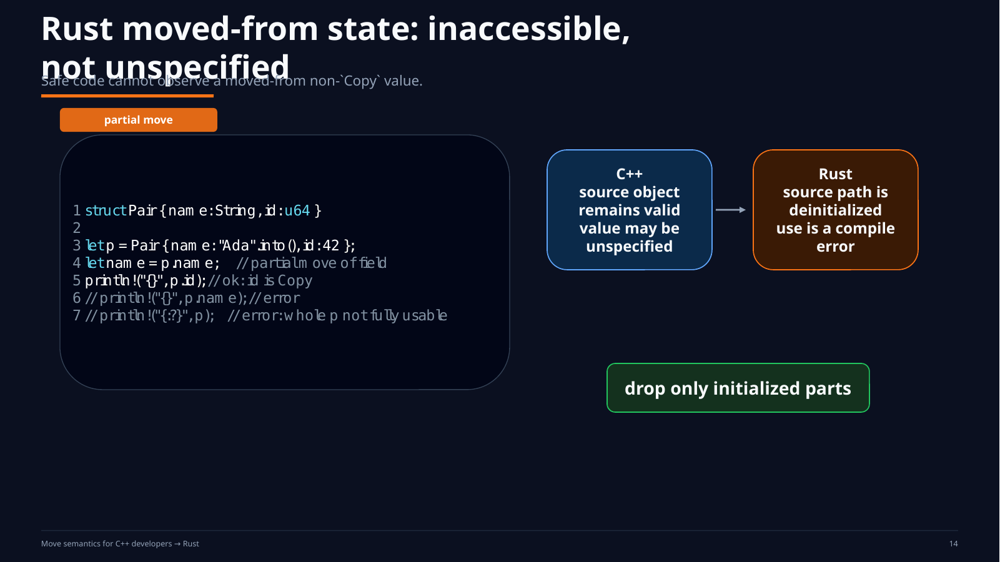 Rust moved-from state: inaccessible,
not unspecified
Safe code cannot observe a moved-from non-`Copy` value.
partial move
1 struct Pair { name: String, id: u64 }
2
3 let p = Pair { name: "Ada".into(), id: 42 };
4 let name = p.name;   // partial move of field
5 println!("{}", p.id); // ok: id is Copy
6 // println!("{}", p.name); // error
7 // println!("{:?}", p);   // error: whole p not fully usable
C++
source object
remains valid
value may be
unspecified
Rust
source path is
deinitialized
use is a compile
error
drop only initialized parts
Move semantics for C++ developers → Rust
14